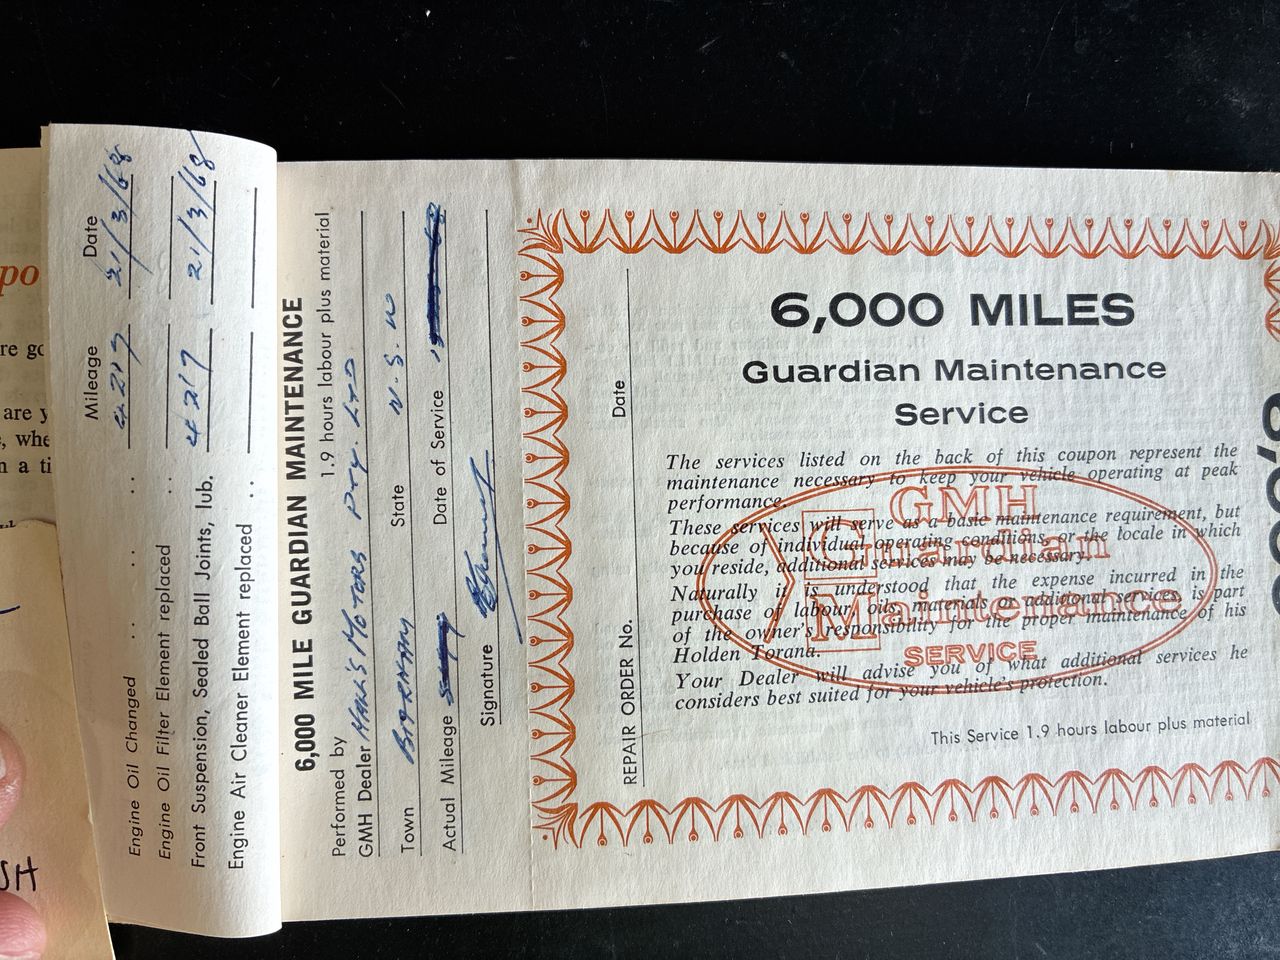 po
re go
are y
, whe
n a ti
SH
Mileage Date
Engine Oil Changed .. .. .. 4217 21/3/68
Engine Oil Filter Element replaced ..
Front Suspension, Sealed Ball Joints, lub. 4217 21/3/68
Engine Air Cleaner Element replaced ..
6,000 MILE GUARDIAN MAINTENANCE
Performed by 1.9 hours labour plus material
GMH Dealer MOTORS PTY. LTD
Town State N.S.W
Actual Mileage Date of Service
Signature
REPAIR ORDER No. Date
6,000 MILES
Guardian Maintenance
Service
The services listed on the back of this coupon represent the
maintenance necessary to keep your vehicle operating at peak
performance.
These services will serve as a basic maintenance requirement, but
because of individual operating conditions, or the locale in which
you reside, additional services may be necessary.
Naturally it is understood that the expense incurred in the
purchase of labour, oils, materials or additional services, is part
of the owner's responsibility for the proper maintenance of his
Holden Torana.
Your Dealer will advise you of what additional services he
considers best suited for your vehicle's protection.
GMH
Guardian
Maintenance
SERVICE
This Service 1.9 hours labour plus material